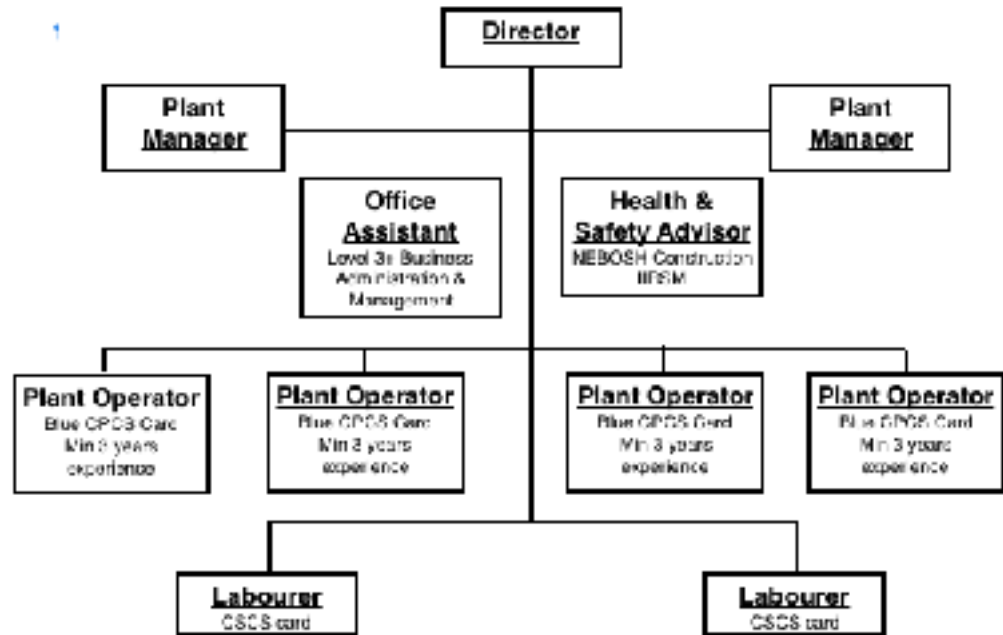 Director
Plant
Manager
Plant
Manager
Office
Assistant
Level 3 Business
Administration &
Management
Health &
Safety Advisor
NEBOSH Construction
IIRSM
Plant Operator
Blue CPCS Card
Min 3 years
experience
Plant Operator
Blue CPCS Card
Min 3 years
experience
Plant Operator
Blue CPCS Card
Min 3 years
experience
Plant Operator
Blue CPCS Card
Min 3 years
experience
Labourer
CSCS card
Labourer
CSCS card